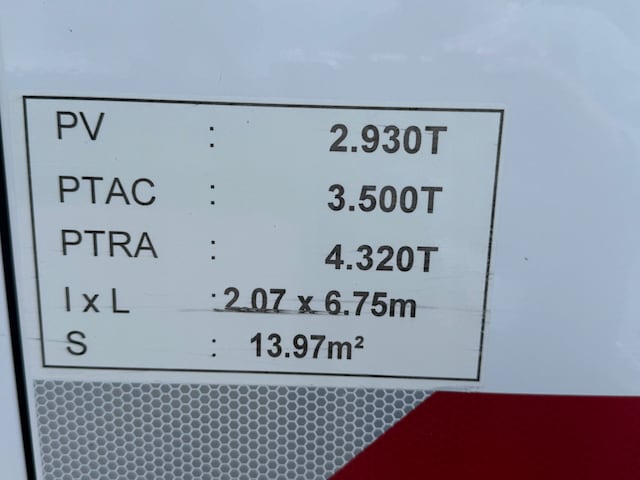 PV : 2.930T
PTAC : 3.500T
PTRA : 4.320T
l x L : 2.07 x 6.75m
S : 13.97m²